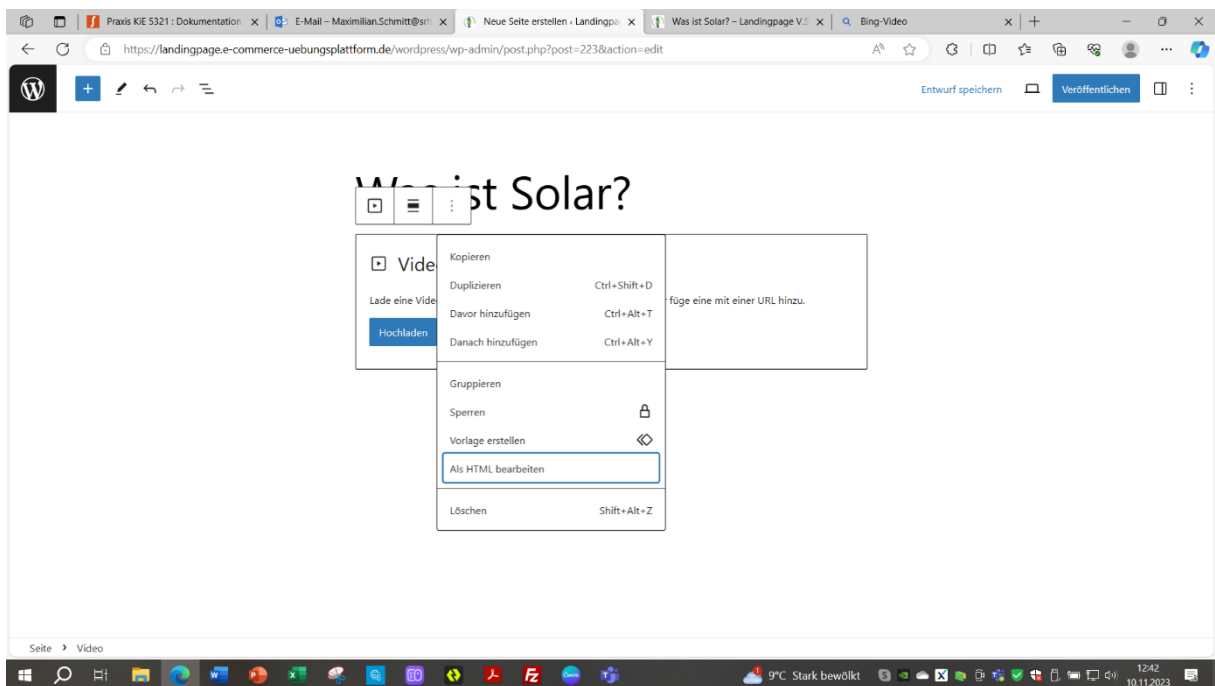 Praxis KiE 5321 : Dokumentation
E-Mail – Maximilian.Schmitt@srh
Neue Seite erstellen ‹ Landingpa
Was ist Solar? – Landingpage V.S
Bing-Video
https://landingpage.e-commerce-uebungsplattform.de/wordpress/wp-admin/post.php?post=223&action=edit
Entwurf speichern
Veröffentlichen
Was ist Solar?
Vide
Lade eine Vide
füge eine mit einer URL hinzu.
Hochladen
Kopieren
Duplizieren Ctrl+Shift+D
Davor hinzufügen Ctrl+Alt+T
Danach hinzufügen Ctrl+Alt+Y
Gruppieren
Sperren
Vorlage erstellen
Als HTML bearbeiten
Löschen Shift+Alt+Z
Seite > Video
9°C Stark bewölkt
12:42
10.11.2023